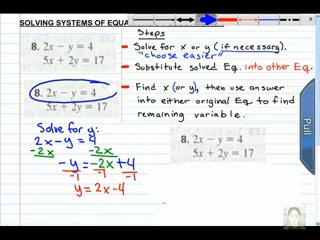 SOLVING SYSTEMS OF EQUA
8. 2x − y = 4
5x + 2y = 17
Steps
- Solve for x or y (if necessary).
"choose easier"
- Substitute solved Eq. into other Eq.
- Find x (or y), then use answer
into either original Eq. to find
remaining variable.
8. 2x − y = 4
5x + 2y = 17
Solve for y:
2x − y = 4
-2x -2x
-y = -2x + 4
-1 -1 -1
y = 2x - 4
8. 2x − y = 4
5x + 2y = 17
Pull